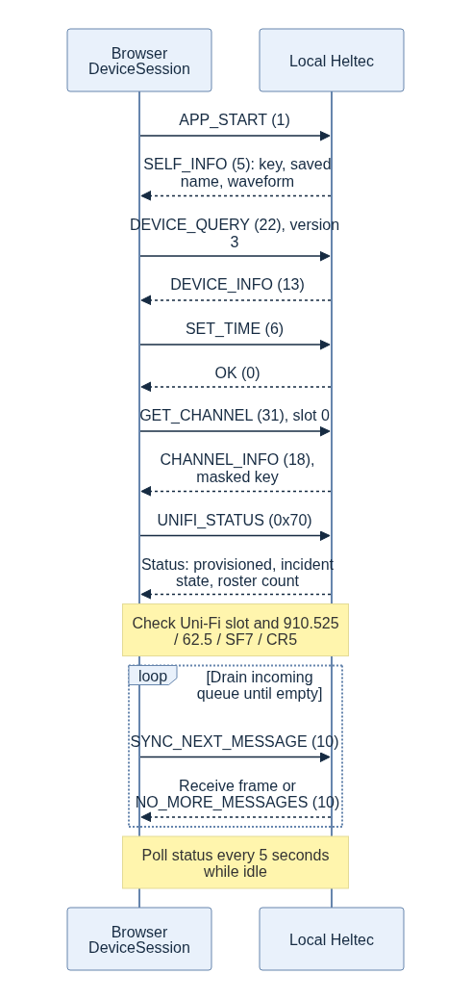 Browser
DeviceSession
Local Heltec
APP_START (1)
SELF_INFO (5): key, saved
name, waveform
DEVICE_QUERY (22), version
3
DEVICE_INFO (13)
SET_TIME (6)
OK (0)
GET_CHANNEL (31), slot 0
CHANNEL_INFO (18),
masked key
UNIFI_STATUS (0x70)
Status: provisioned, incident
state, roster count
Check Uni-Fi slot and 910.525
/ 62.5 / SF7 / CR5
loop
[Drain incoming
queue until empty]
SYNC_NEXT_MESSAGE (10)
Receive frame or
NO_MORE_MESSAGES (10)
Poll status every 5 seconds
while idle
Browser
DeviceSession
Local Heltec